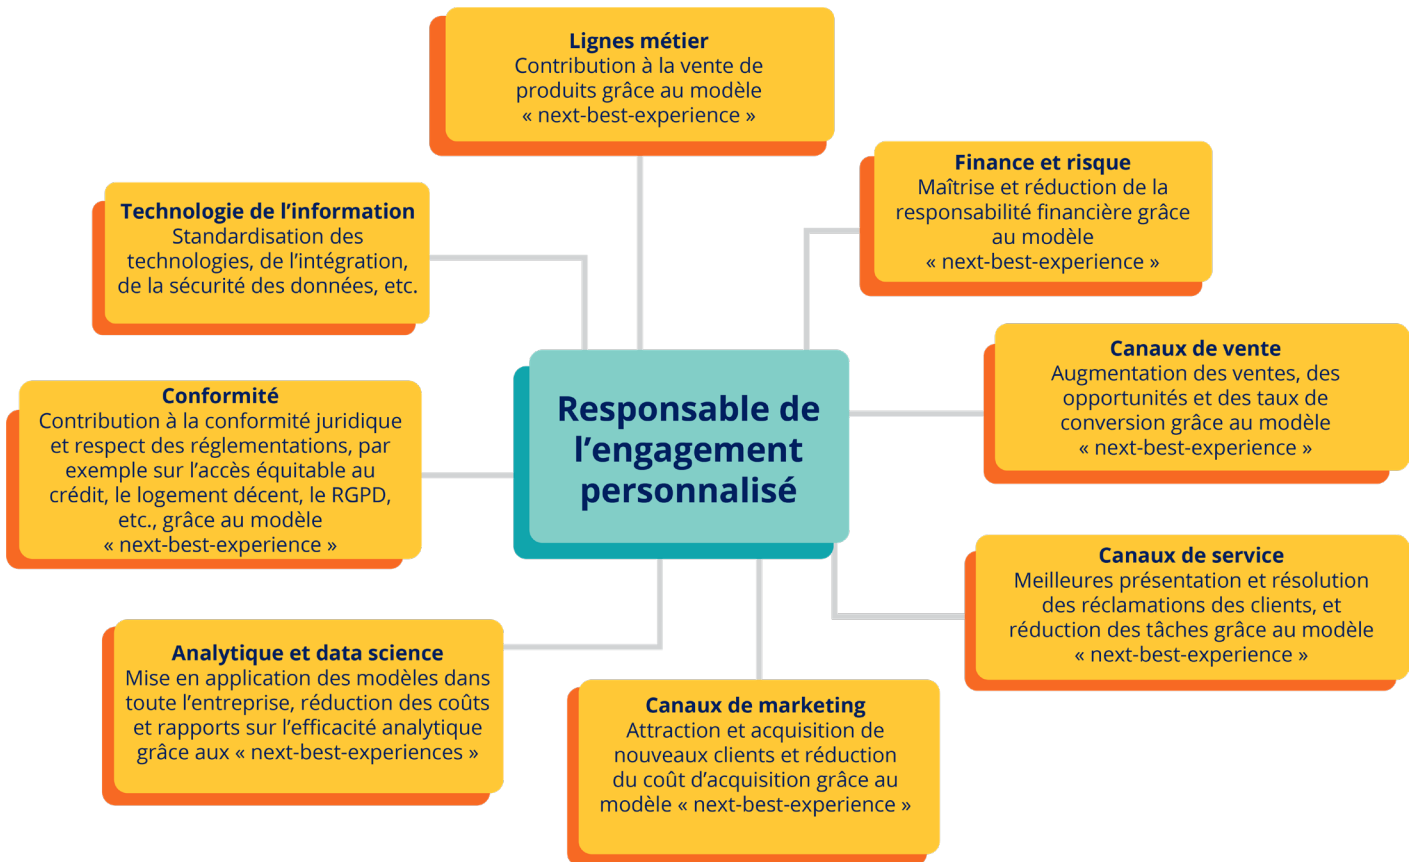 Lignes métier
Contribution à la vente de
produits grâce au modèle
« next-best-experience »
Finance et risque
Maîtrise et réduction de la
responsabilité financière grâce
au modèle
« next-best-experience »
Technologie de l’information
Standardisation des
technologies, de l’intégration,
de la sécurité des données, etc.
Canaux de vente
Augmentation des ventes, des
opportunités et des taux de
conversion grâce au modèle
« next-best-experience »
Responsable de
l’engagement
personnalisé
Conformité
Contribution à la conformité juridique
et respect des réglementations, par
exemple sur l’accès équitable au
crédit, le logement décent, le RGPD,
etc., grâce au modèle
« next-best-experience »
Canaux de service
Meilleures présentation et résolution
des réclamations des clients, et
réduction des tâches grâce au modèle
« next-best-experience »
Analytique et data science
Mise en application des modèles dans
toute l’entreprise, réduction des coûts
et rapports sur l’efficacité analytique
grâce aux « next-best-experiences »
Canaux de marketing
Attraction et acquisition de
nouveaux clients et réduction
du coût d’acquisition grâce au
modèle « next-best-experience »